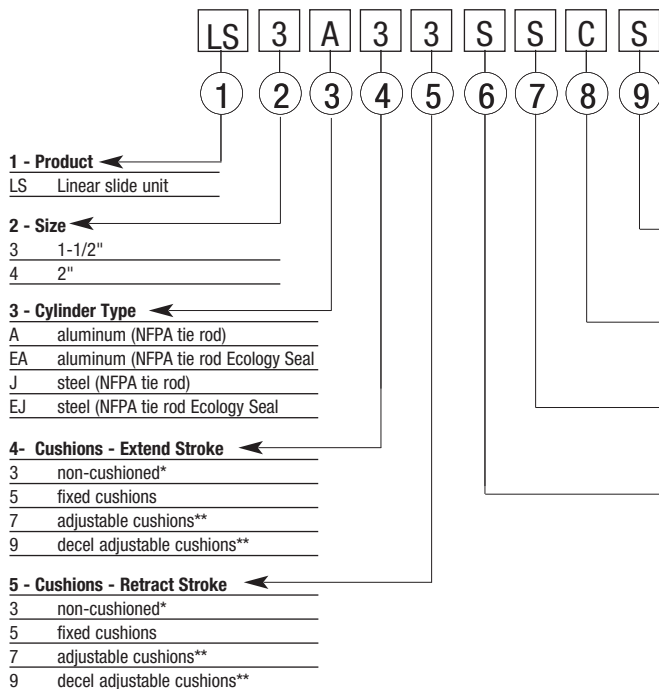 LS 3 A 3 3 S S C S
1 2 3 4 5 6 7 8 9
1 - Product
LS Linear slide unit
2 - Size
3 1-1/2"
4 2"
3 - Cylinder Type
A aluminum (NFPA tie rod)
EA aluminum (NFPA tie rod Ecology Seal
J steel (NFPA tie rod)
EJ steel (NFPA tie rod Ecology Seal
4- Cushions - Extend Stroke
3 non-cushioned*
5 fixed cushions
7 adjustable cushions**
9 decel adjustable cushions**
5 - Cushions - Retract Stroke
3 non-cushioned*
5 fixed cushions
7 adjustable cushions**
9 decel adjustable cushions**